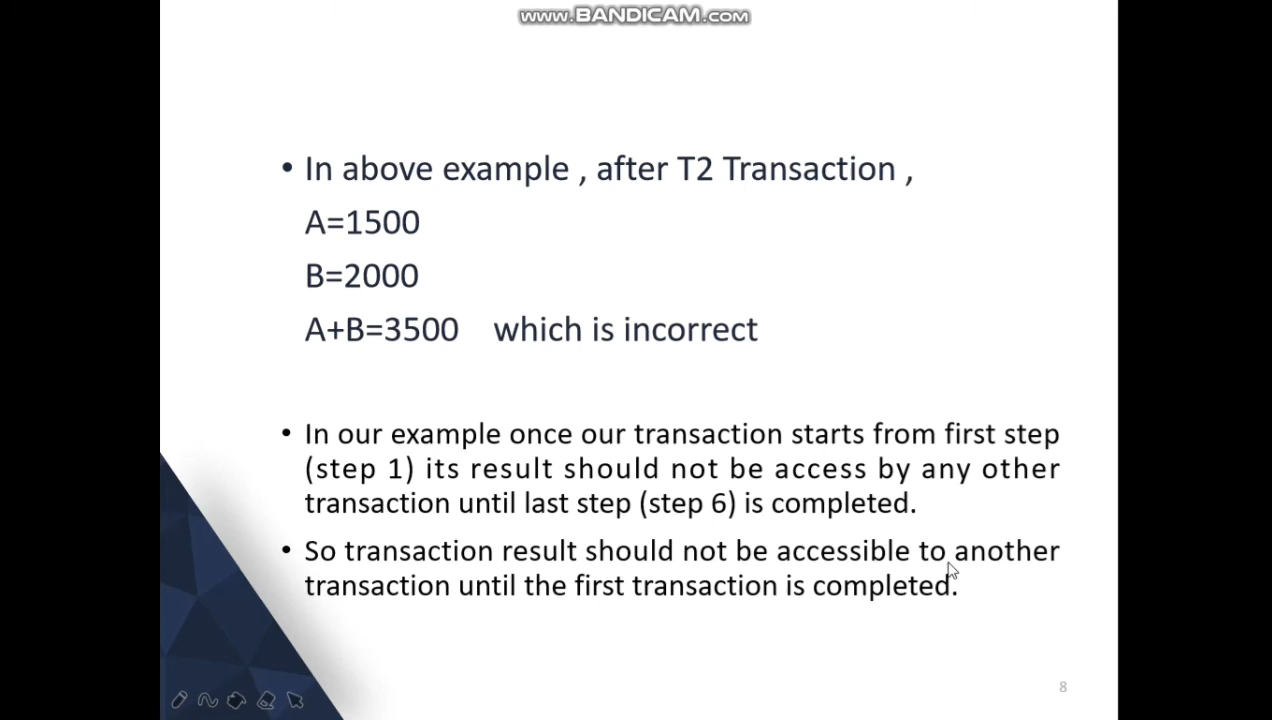 www.BANDICAM.com
• In above example , after T2 Transaction ,
A=1500
B=2000
A+B=3500 which is incorrect
• In our example once our transaction starts from first step
(step 1) its result should not be access by any other
transaction until last step (step 6) is completed.
• So transaction result should not be accessible to another
transaction until the first transaction is completed.
8